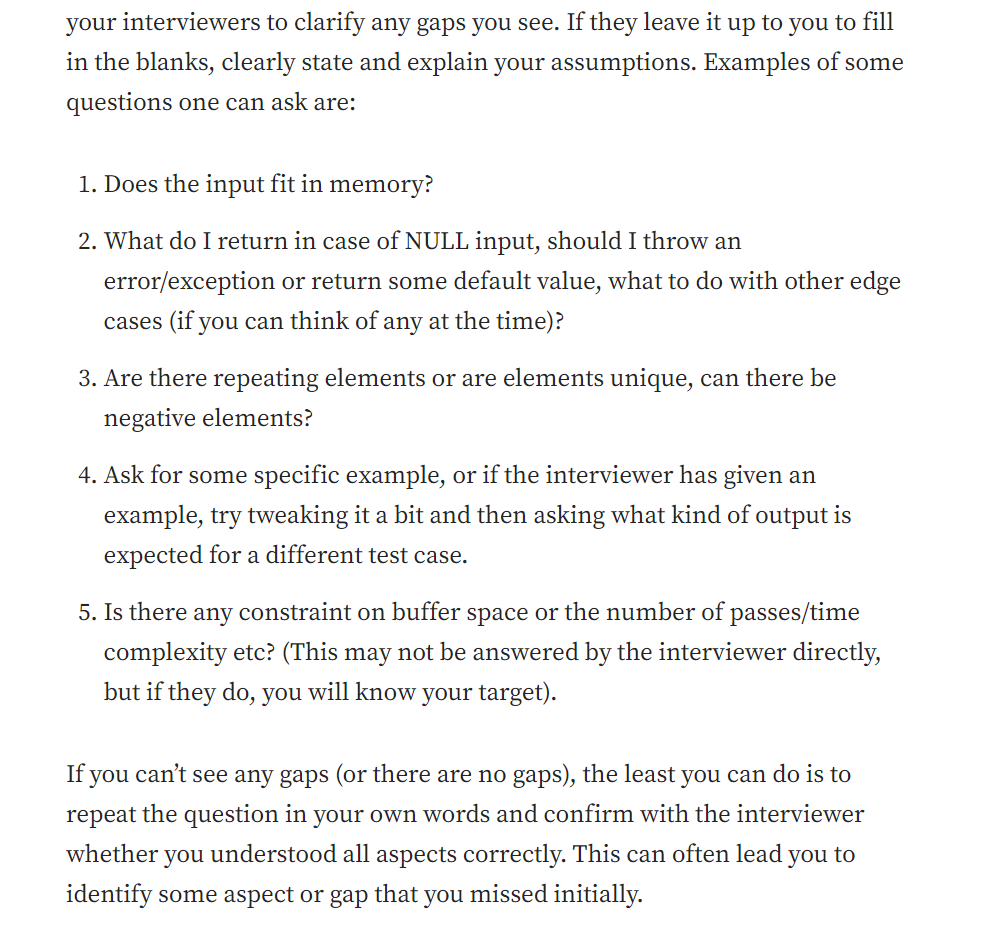 your interviewers to clarify any gaps you see. If they leave it up to you to fill
in the blanks, clearly state and explain your assumptions. Examples of some
questions one can ask are:
1. Does the input fit in memory?
2. What do I return in case of NULL input, should I throw an
error/exception or return some default value, what to do with other edge
cases (if you can think of any at the time)?
3. Are there repeating elements or are elements unique, can there be
negative elements?
4. Ask for some specific example, or if the interviewer has given an
example, try tweaking it a bit and then asking what kind of output is
expected for a different test case.
5. Is there any constraint on buffer space or the number of passes/time
complexity etc? (This may not be answered by the interviewer directly,
but if they do, you will know your target).
If you can’t see any gaps (or there are no gaps), the least you can do is to
repeat the question in your own words and confirm with the interviewer
whether you understood all aspects correctly. This can often lead you to
identify some aspect or gap that you missed initially.